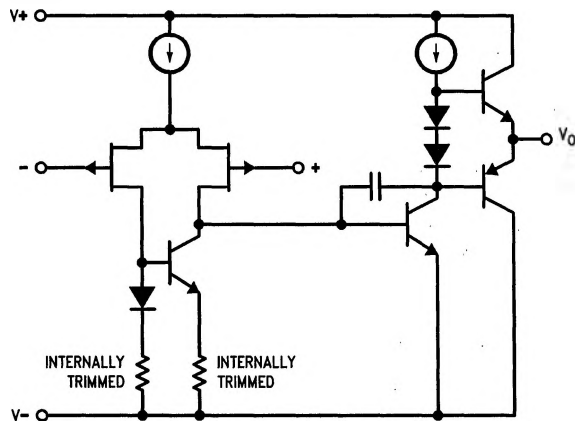 V+
-
+
Vo
INTERNALLY
TRIMMED
INTERNALLY
TRIMMED
V-